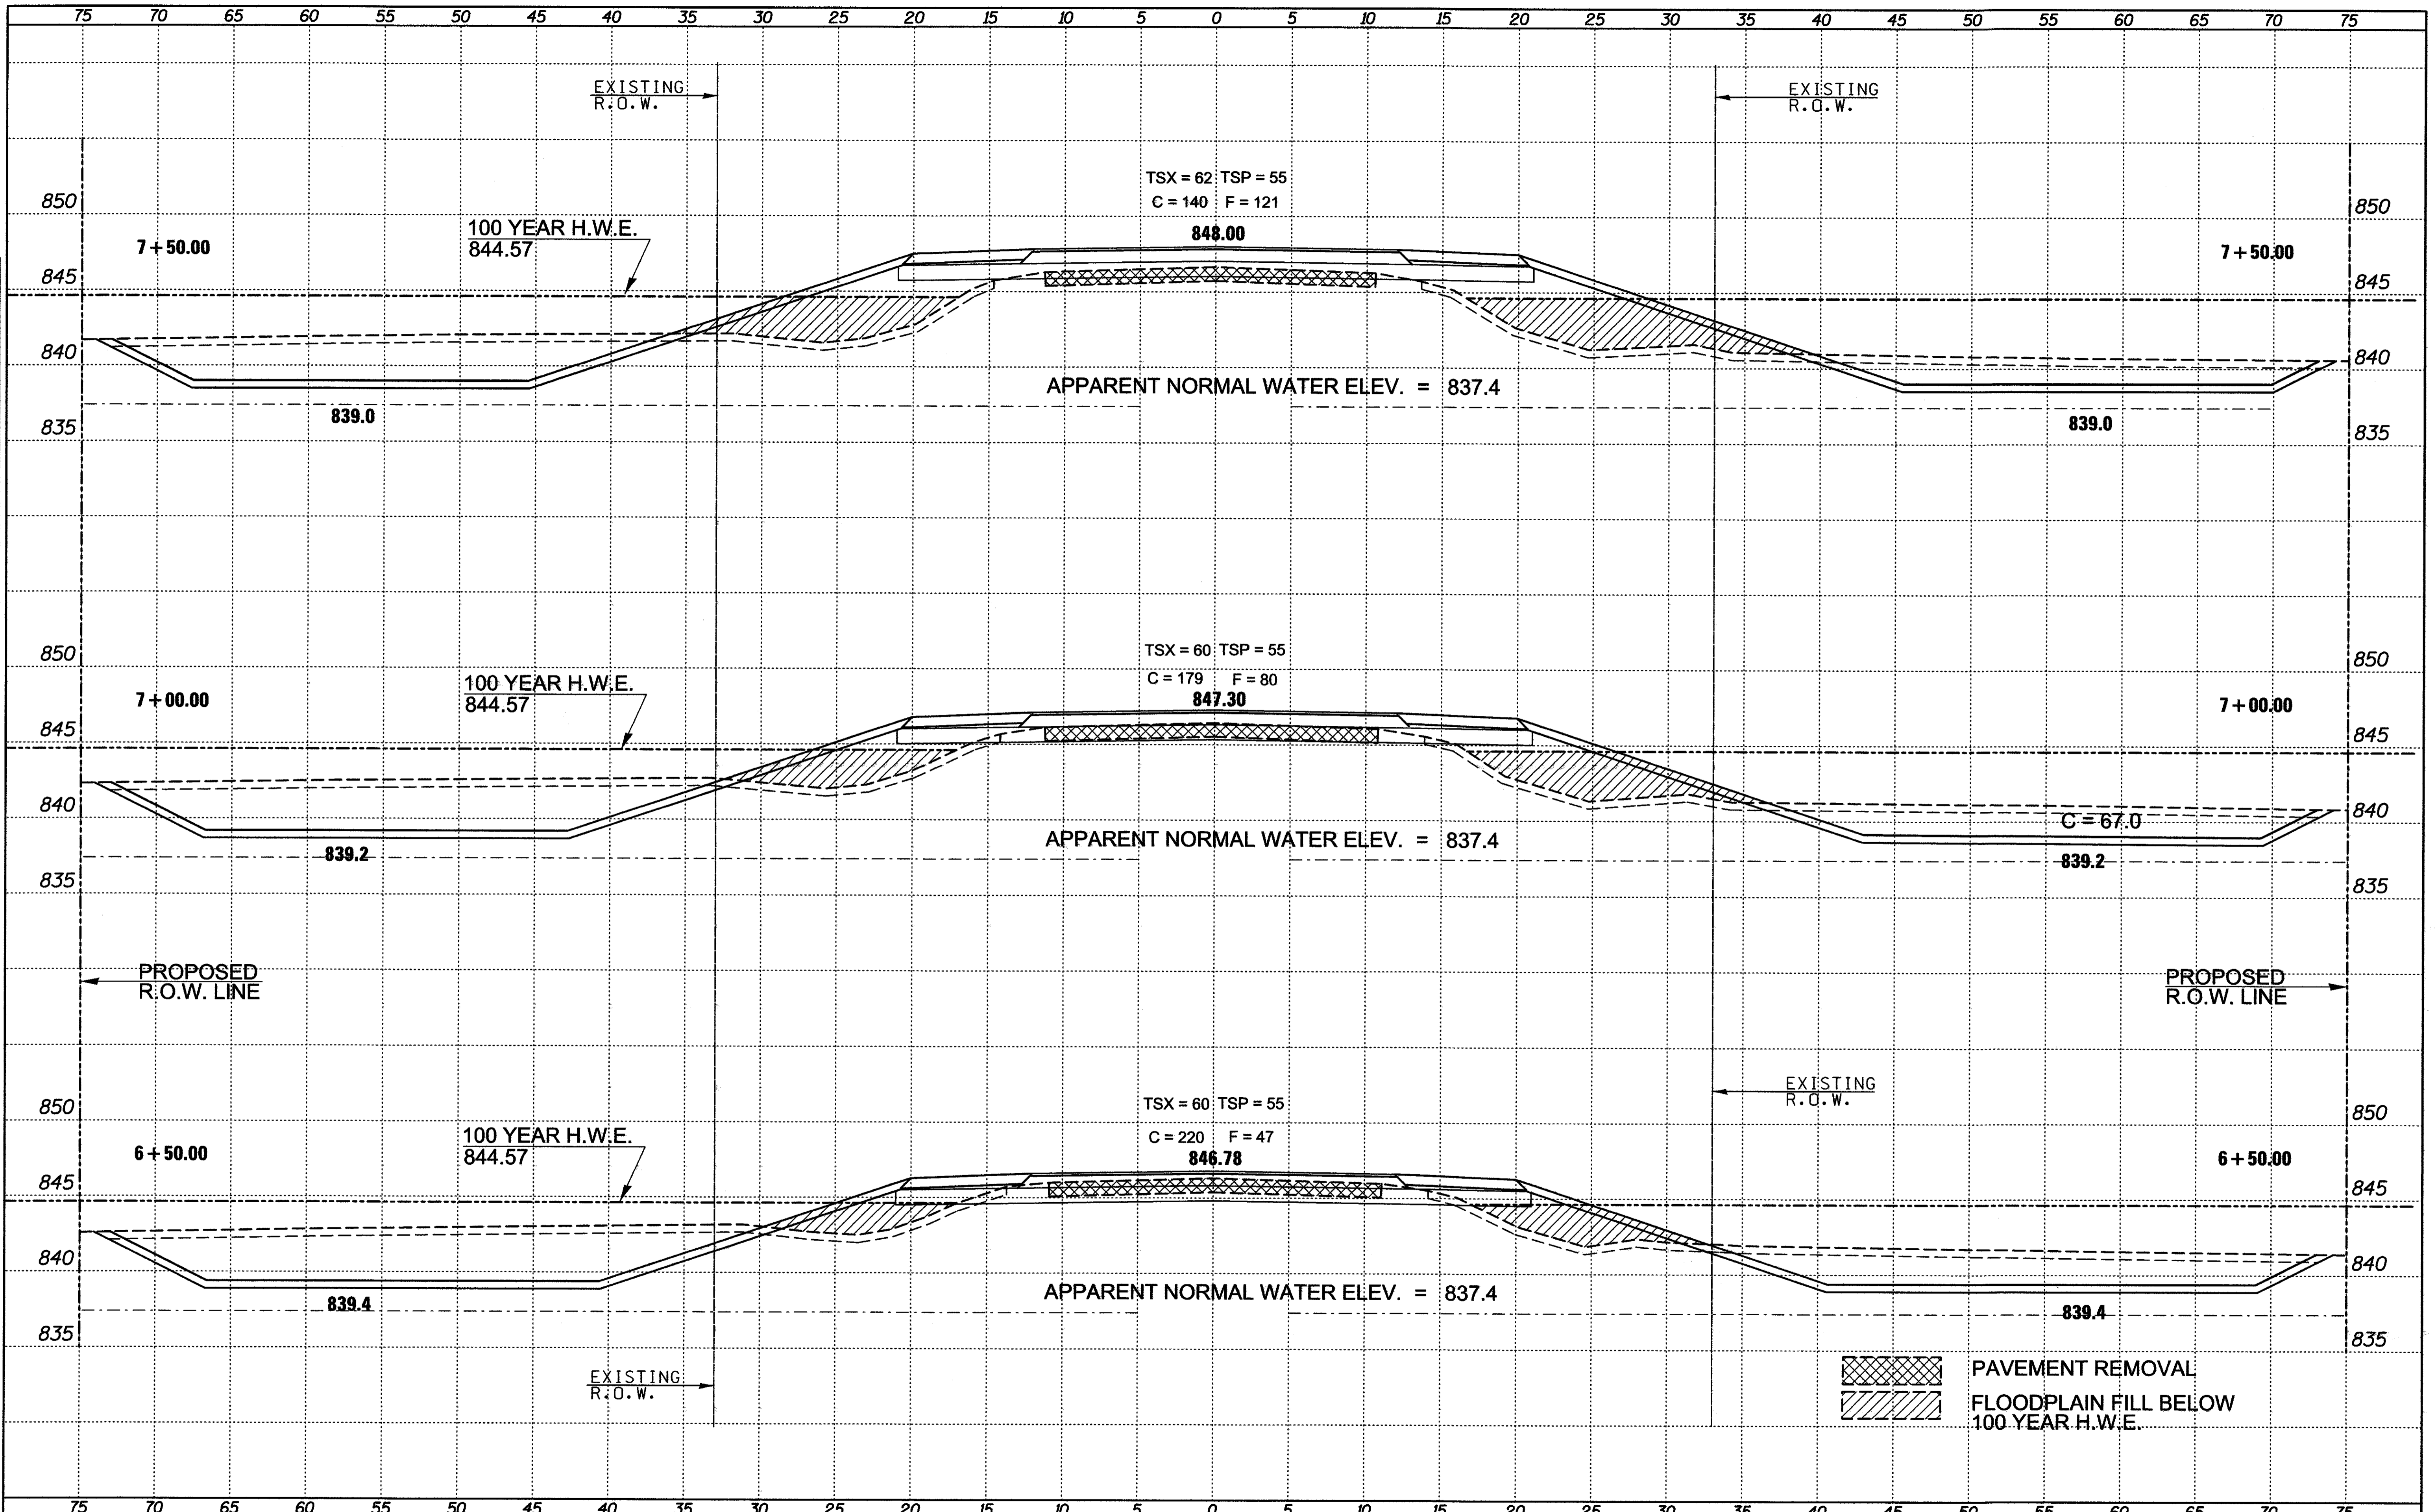 75 70 65 60 55 50 45 40 35 30 25 20 15 10 5 0 5 10 15 20 25 30 35 40 45 50 55 60 65 70 75
EXISTING
R.O.W.
EXISTING
R.O.W.
TSX = 62 TSP = 55
C = 140 F = 121
848.00
850
850
7+50.00
100 YEAR H.W.E.
844.57
7+50.00
845
845
840
840
APPARENT NORMAL WATER ELEV. = 837.4
839.0
839.0
835
835
TSX = 60 TSP = 55
C = 179 F = 80
847.30
850
850
7+00.00
100 YEAR H.W.E.
844.57
7+00.00
845
845
840
840
C = 67.0
APPARENT NORMAL WATER ELEV. = 837.4
839.2
839.2
835
835
PROPOSED
R.O.W. LINE
PROPOSED
R.O.W. LINE
EXISTING
R.O.W.
TSX = 60 TSP = 55
C = 220 F = 47
846.78
850
850
6+50.00
100 YEAR H.W.E.
844.57
6+50.00
845
845
840
840
APPARENT NORMAL WATER ELEV. = 837.4
839.4
839.4
835
835
EXISTING
R.O.W.
PAVEMENT REMOVAL
FLOODPLAIN FILL BELOW
100 YEAR H.W.E.
75 70 65 60 55 50 45 40 35 30 25 20 15 10 5 0 5 10 15 20 25 30 35 40 45 50 55 60 65 70 75